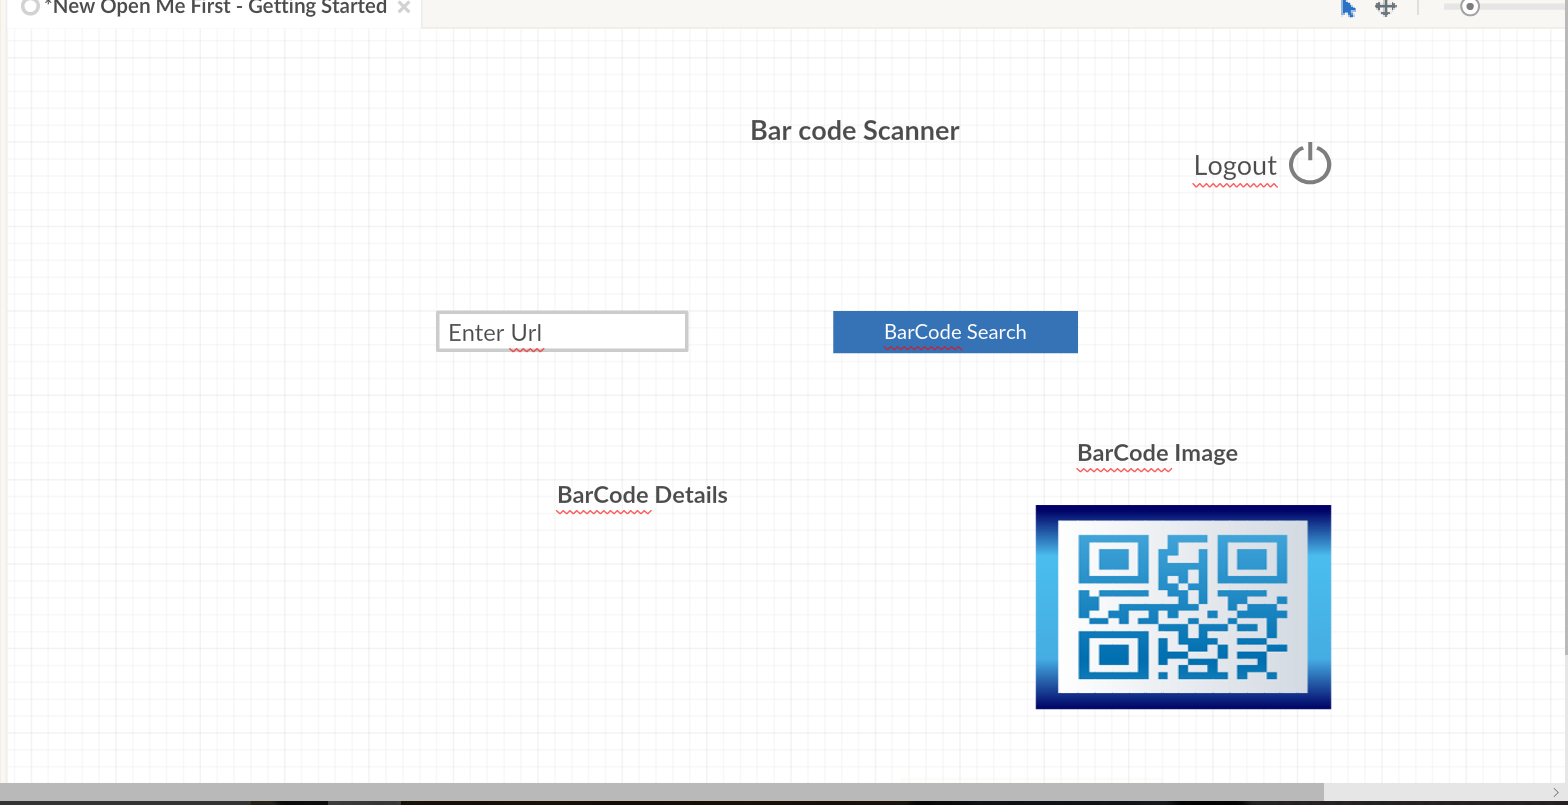 *New Open Me First - Getting Started
Bar code Scanner
Logout
Enter Url
BarCode Search
BarCode Image
BarCode Details